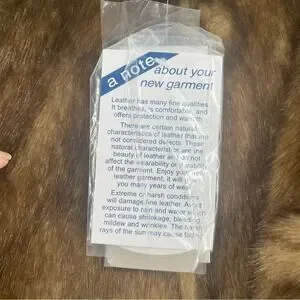 a note
about your
new garment
Leather has many fine qualities
It breathes, is comfortable, and
offers protection and warmth
There are certain natural
characteristics of leather that are
not considered defects. These
natural characteristics are the
beauty of leather and do not
affect the wearability or durability
of the garment. Enjoy your
leather garment, it will give
you many years of wear.
Extreme or harsh conditions
will damage fine leather. Avoid
exposure to rain and water which
can cause shrinkage, bleeding,
mildew and wrinkles. The harsh
rays of the sun may cause fading